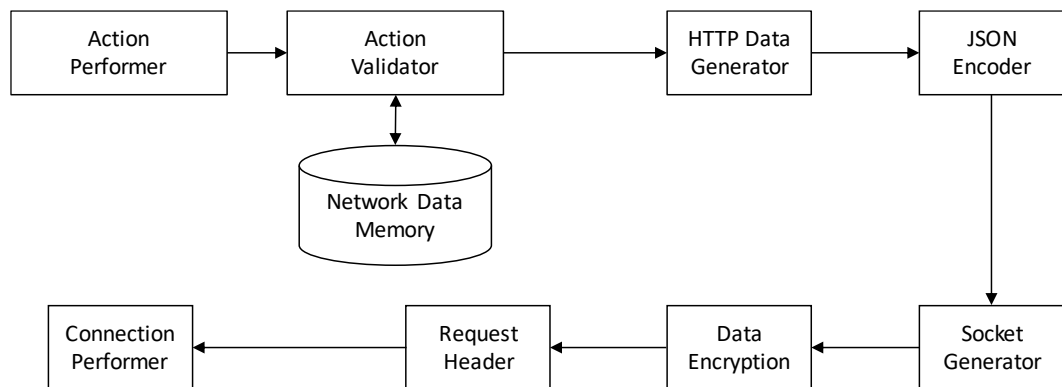 Action
Performer
Action
Validator
HTTP Data
Generator
JSON
Encoder
Network Data
Memory
Connection
Performer
Request
Header
Data
Encryption
Socket
Generator